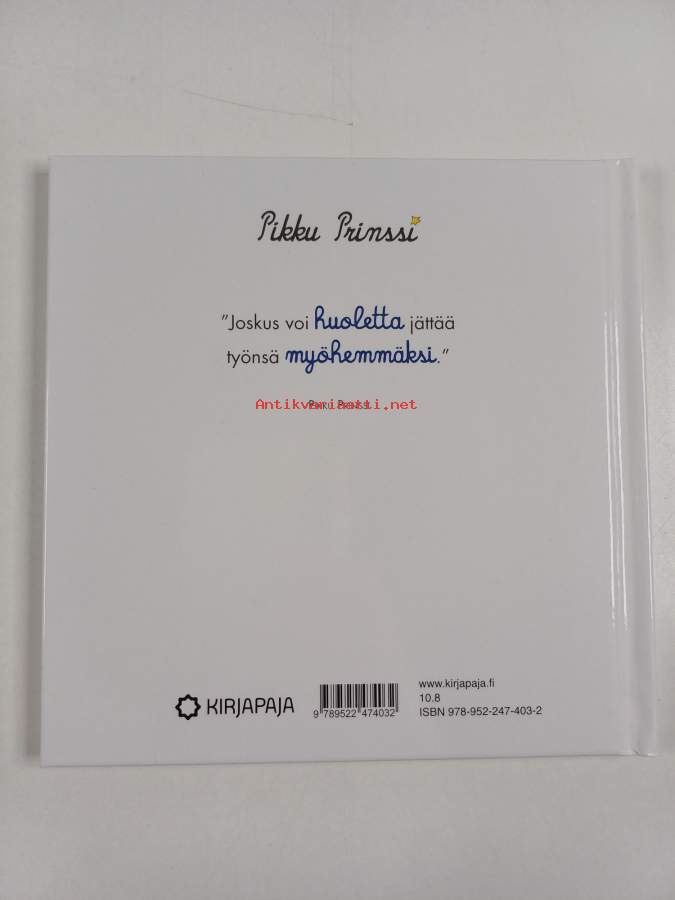 Pikku Prinssi
”Joskus voi huoletta jättää
työnsä myöhemmäksi.”
Antikvariaatti.net
KIRJAPAJA
9 789522 474032
www.kirjapaja.fi
10.8
ISBN 978-952-247-403-2